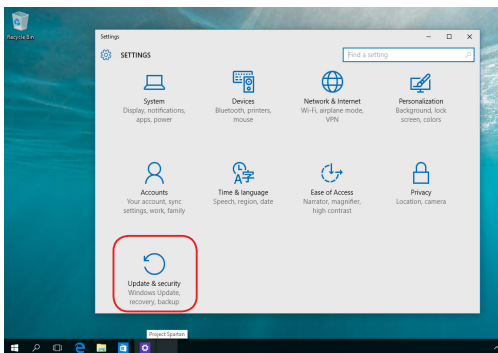 Recycle Bin
Settings
SETTINGS
Find a setting
System
Display, notifications,
apps, power
Devices
Bluetooth, printers,
mouse
Network & Internet
Wi-Fi, airplane mode,
VPN
Personalization
Background, lock
screen, colors
Accounts
Your account, sync
settings, work, family
Time & language
Speech, region, date
Ease of Access
Narrator, magnifier,
high contrast
Privacy
Location, camera
Update & security
Windows Update,
recovery, backup
Project Spartan